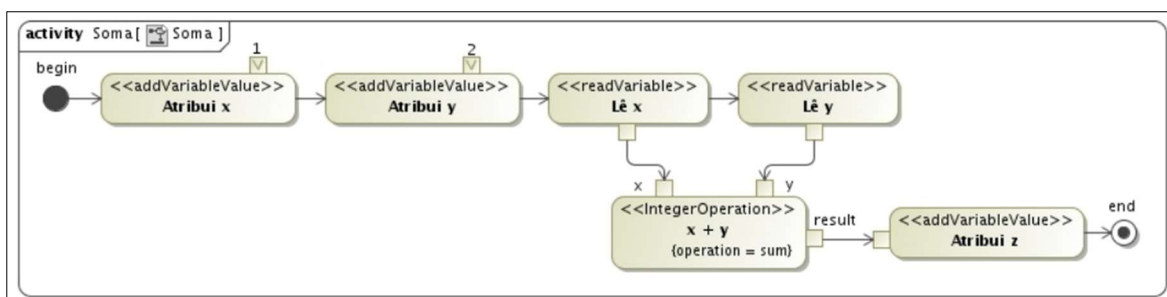 activity Soma[ Soma ]
begin
1
2
<<addVariableValue>>
Atribui x
<<addVariableValue>>
Atribui y
<<readVariable>>
Lê x
<<readVariable>>
Lê y
x
y
<<IntegerOperation>>
x + y
{operation = sum}
result
<<addVariableValue>>
Atribui z
end